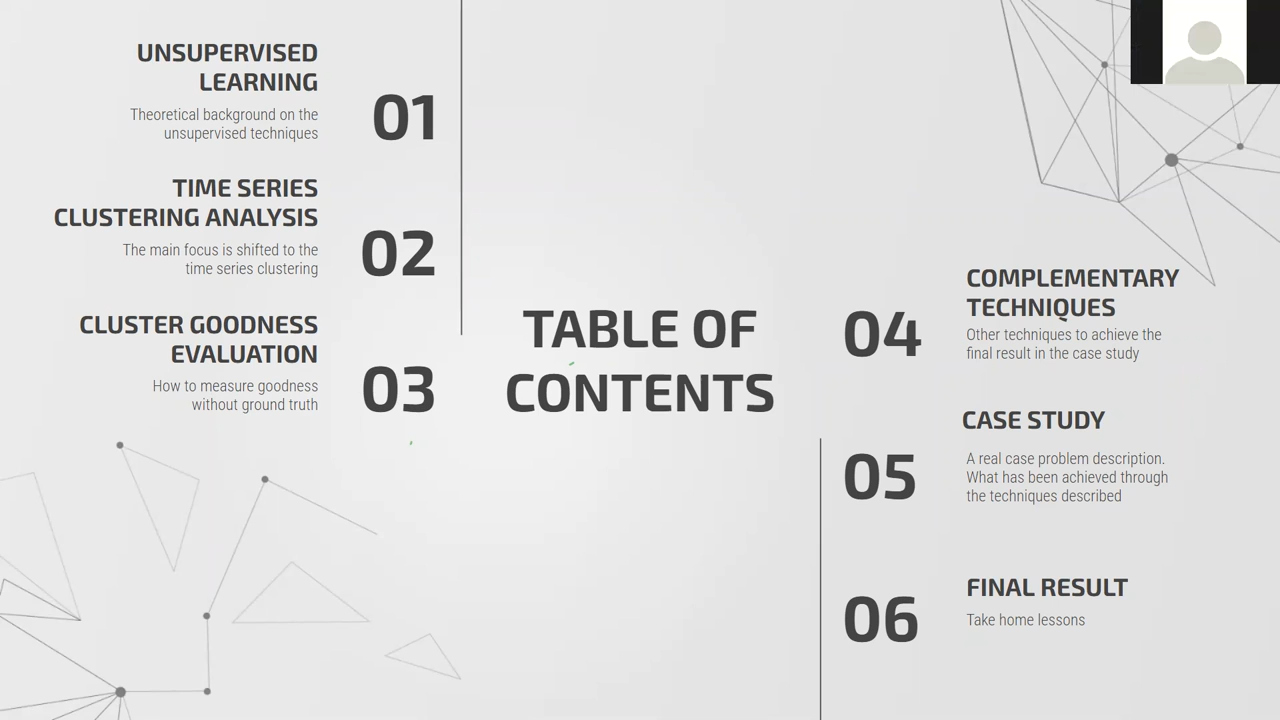 UNSUPERVISED
LEARNING
Theoretical background on the
unsupervised techniques
01
TIME SERIES
CLUSTERING ANALYSIS
The main focus is shifted to the
time series clustering
02
CLUSTER GOODNESS
EVALUATION
How to measure goodness
without ground truth
03
TABLE OF
CONTENTS
04
COMPLEMENTARY
TECHNIQUES
Other techniques to achieve the
final result in the case study
05
CASE STUDY
A real case problem description.
What has been achieved through
the techniques described
06
FINAL RESULT
Take home lessons